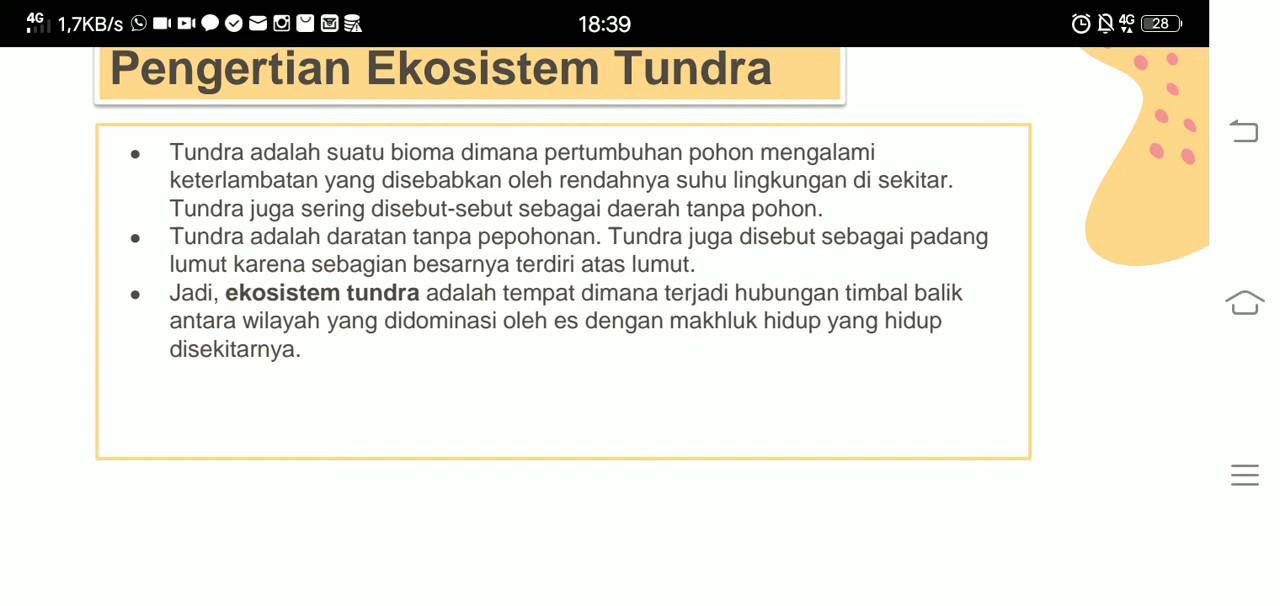 4G 1,7KB/s 18:39 4G 28
Pengertian Ekosistem Tundra
● Tundra adalah suatu bioma dimana pertumbuhan pohon mengalami
keterlambatan yang disebabkan oleh rendahnya suhu lingkungan di sekitar.
Tundra juga sering disebut-sebut sebagai daerah tanpa pohon.
● Tundra adalah daratan tanpa pepohonan. Tundra juga disebut sebagai padang
lumut karena sebagian besarnya terdiri atas lumut.
● Jadi, ekosistem tundra adalah tempat dimana terjadi hubungan timbal balik
antara wilayah yang didominasi oleh es dengan makhluk hidup yang hidup
disekitarnya.